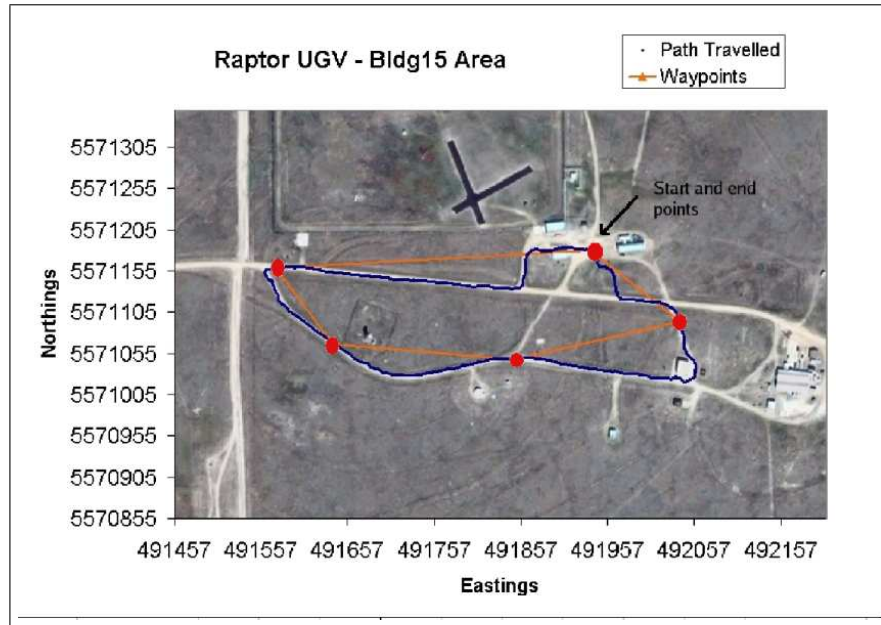 Raptor UGV - Bldg15 Area
Path Travelled
Waypoints
Start and end
points
Northings
5571305
5571255
5571205
5571155
5571105
5571055
5571005
5570955
5570905
5570855
491457 491557 491657 491757 491857 491957 492057 492157
Eastings